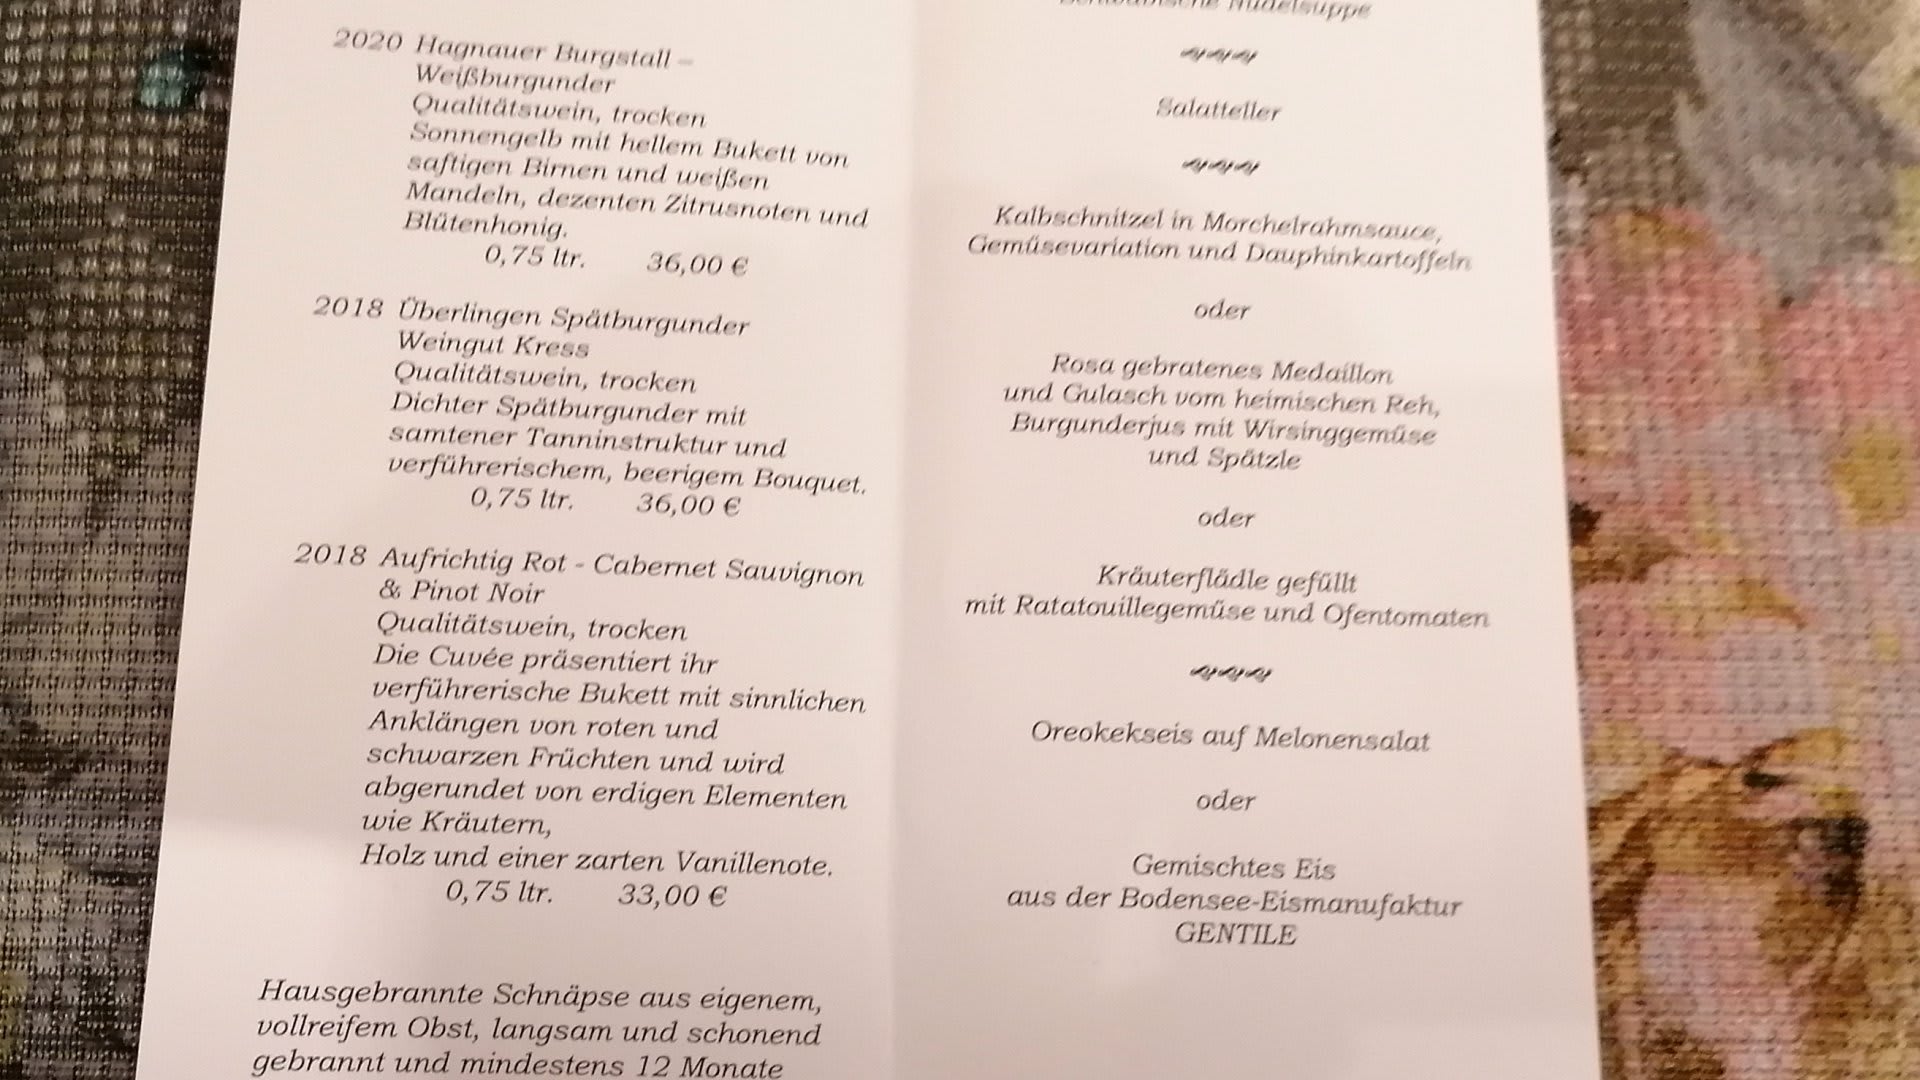 2020 Hagnauer Burgstall –
Weißburgunder
Qualitätswein, trocken
Sonnengelb mit hellem Bukett von
saftigen Birnen und weißen
Mandeln, dezenten Zitrusnoten und
Blütenhonig.
0,75 ltr. 36,00 €
2018 Überlingen Spätburgunder
Weingut Kress
Qualitätswein, trocken
Dichter Spätburgunder mit
samtener Tanninstruktur und
verführerischem, beerigem Bouquet.
0,75 ltr. 36,00 €
2018 Aufrichtig Rot - Cabernet Sauvignon
& Pinot Noir
Qualitätswein, trocken
Die Cuvée präsentiert ihr
verführerische Bukett mit sinnlichen
Anklängen von roten und
schwarzen Früchten und wird
abgerundet von erdigen Elementen
wie Kräutern,
Holz und einer zarten Vanillenote.
0,75 ltr. 33,00 €
Hausgebrannte Schnäpse aus eigenem,
vollreifem Obst, langsam und schonend
gebrannt und mindestens 12 Monate
Schwäbische Nudelsuppe
Salatteller
Kalbschnitzel in Morchelrahmsauce,
Gemüsevariation und Dauphinkartoffeln
oder
Rosa gebratenes Medaillon
und Gulasch vom heimischen Reh,
Burgunderjus mit Wirsinggemüse
und Spätzle
oder
Kräuterflädle gefüllt
mit Ratatouillegemüse und Ofentomaten
Oreokekseis auf Melonensalat
oder
Gemischtes Eis
aus der Bodensee-Eismanufaktur
GENTILE